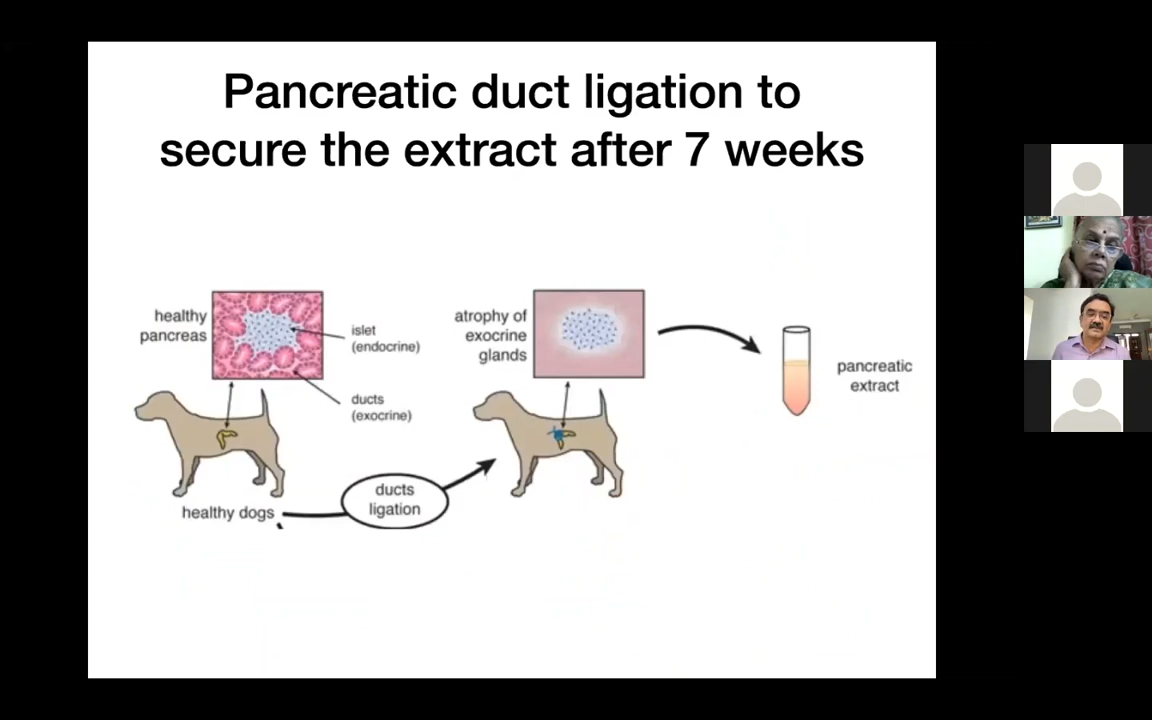 Pancreatic duct ligation to
secure the extract after 7 weeks
healthy
pancreas
islet
(endocrine)
ducts
(exocrine)
healthy dogs
ducts
ligation
atrophy of
exocrine
glands
pancreatic
extract